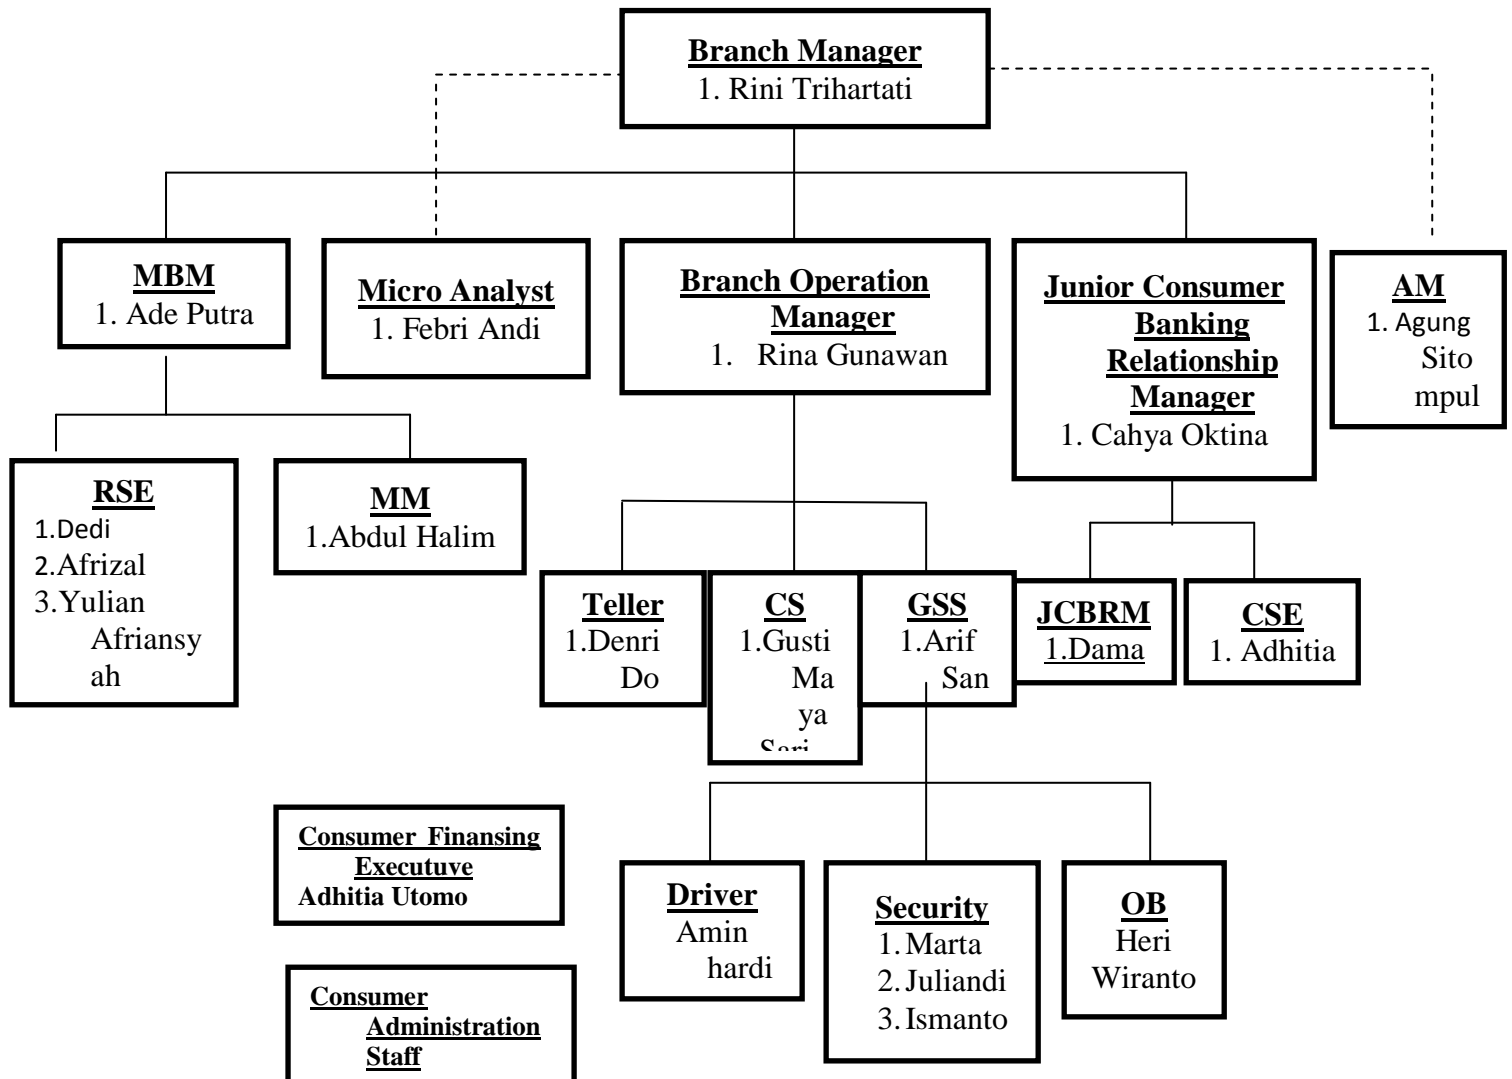 Branch Manager
1. Rini Trihartati
MBM
1. Ade Putra
Micro Analyst
1. Febri Andi
Branch Operation
Manager
1. Rina Gunawan
Junior Consumer
Banking
Relationship
Manager
1. Cahya Oktina
AM
1. Agung
Sito
mpul
RSE
1.Dedi
2.Afrizal
3.Yulian
Afriansy
ah
MM
1.Abdul Halim
Teller
1.Denri
Do
CS
1.Gusti
Ma
ya
Sari
GSS
1.Arif
San
JCBRM
1.Dama
CSE
1. Adhitia
Consumer Finansing
Executuve
Adhitia Utomo
Driver
Amin
hardi
Security
1. Marta
2. Juliandi
3. Ismanto
OB
Heri
Wiranto
Consumer
Administration
Staff